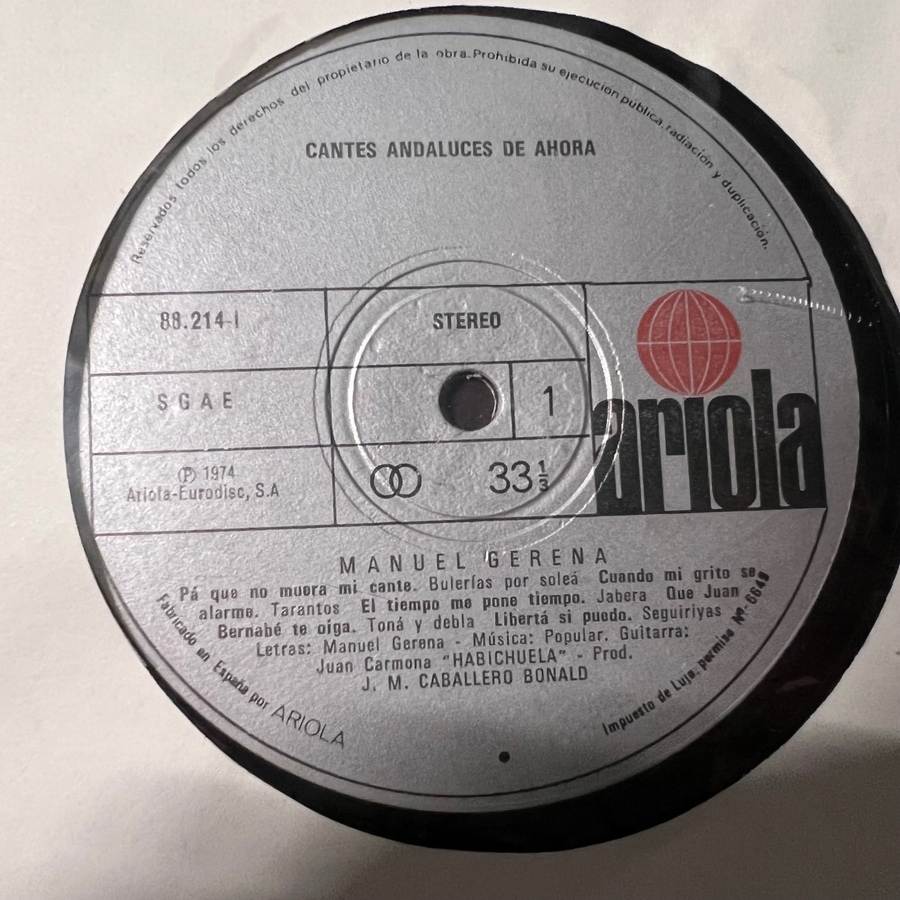 Reservados todos los derechos del propietario de la obra. Prohibida su ejecución pública, radiación y duplicación.
CANTES ANDALUCES DE AHORA
88.214-I
STEREO
S G A E
1
ariola
Ⓟ 1974
Ariola-Eurodisc, S.A
33 1/3
MANUEL GERENA
Pá que no muera mi cante. Bulerías por soleá Cuando mi grito se
alarme. Tarantos El tiempo me pone tiempo. Jabera Que Juan
Bernabé te oiga. Toná y debla Libertá si puedo. Seguiriyas
Letras: Manuel Gerena - Música: Popular. Guitarra:
Juan Carmona "HABICHUELA" - Prod.
J. M. CABALLERO BONALD
Fabricado en España por ARIOLA
Impuesto de Lujo, permiso Nº- 6648